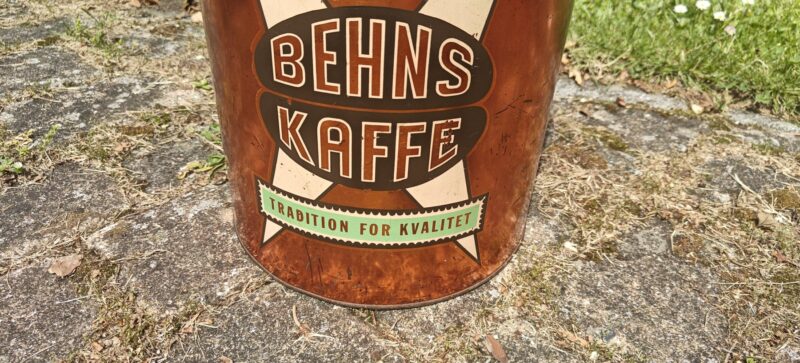 BEHNS
KAFFE
TRADITION FOR KVALITET